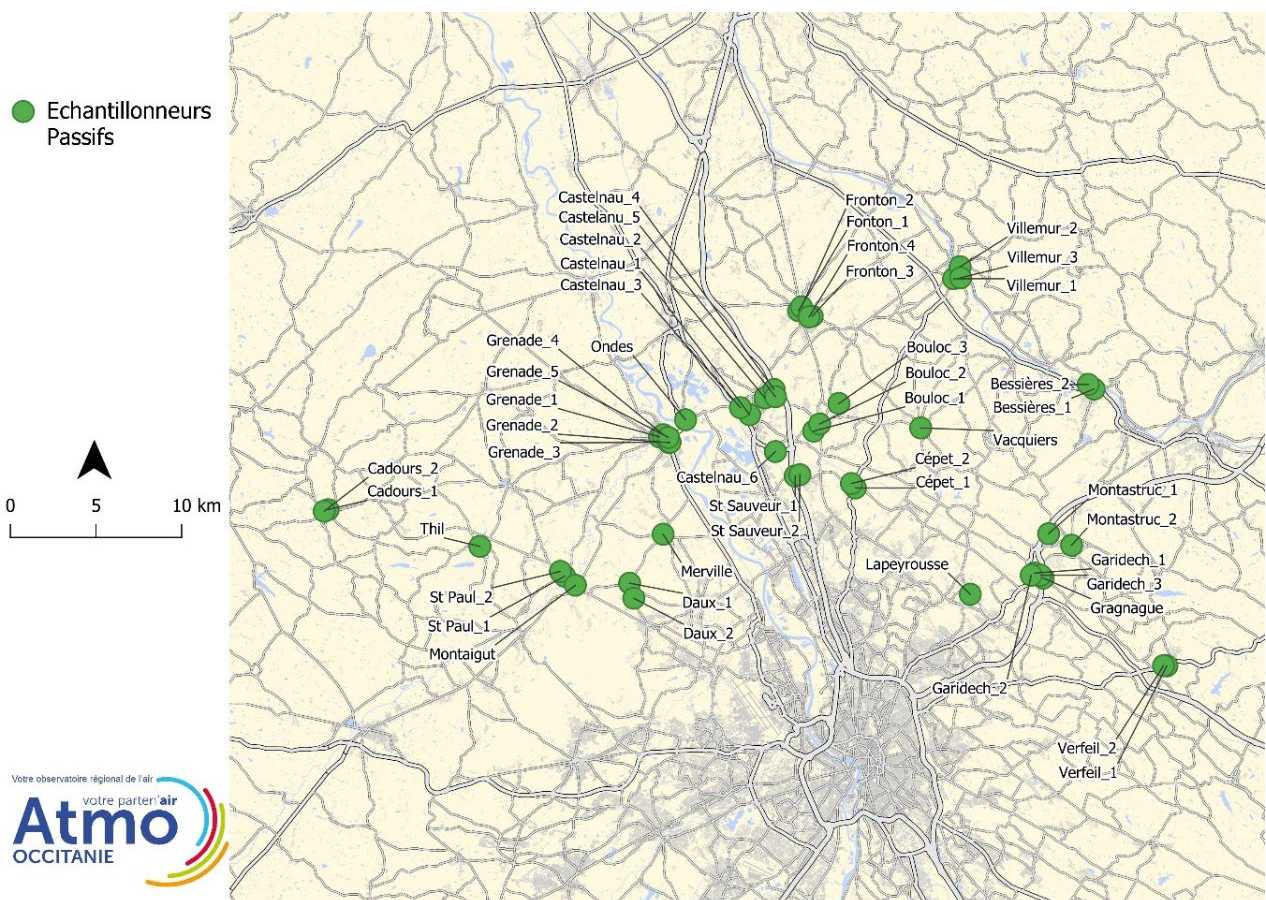 Echantillonneurs
Passifs
0 5 10 km
Votre observatoire régional de l'air
votre parten'air
Atmo
OCCITANIE
Castelnau_4
Castelanu_5
Castelnau_2
Castelnau_1
Castelnau_3
Fronton_2
Fonton_1
Fronton_4
Fronton_3
Villemur_2
Villemur_3
Villemur_1
Grenade_4
Ondes
Grenade_5
Grenade_1
Grenade_2
Grenade_3
Bouloc_3
Bouloc_2
Bouloc_1
Bessières_2
Bessières_1
Vacquiers
Cadours_2
Cadours_1
Castelnau_6
Cépet_2
Cépet_1
St Sauveur_1
St Sauveur_2
Montastruc_1
Montastruc_2
Thil
Merville
Lapeyrousse
Garidech_1
Garidech_3
Gragnague
St Paul_2
St Paul_1
Montaigut
Daux_1
Daux_2
Garidech_2
Verfeil_2
Verfeil_1